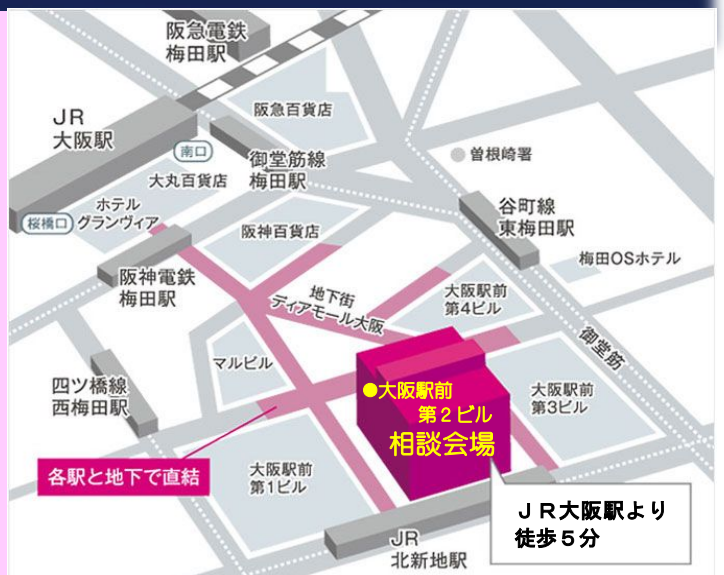 阪急電鉄
梅田駅
JR
大阪駅
阪急百貨店
南口
御堂筋線
梅田駅
曽根崎署
大丸百貨店
ホテル
グランヴィア
桜橋口
阪神百貨店
谷町線
東梅田駅
阪神電鉄
梅田駅
梅田OSホテル
地下街
ディアモール大阪
大阪駅前
第4ビル
御堂筋
マルビル
四ツ橋線
西梅田駅
●大阪駅前
第2ビル
相談会場
大阪駅前
第3ビル
各駅と地下で直結
大阪駅前
第1ビル
JR大阪駅より
徒歩5分
JR
北新地駅